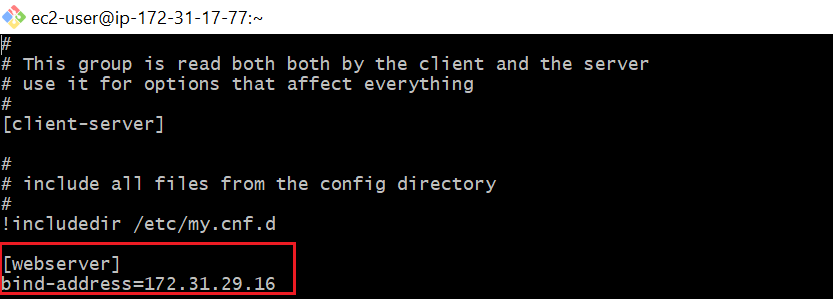 ec2-user@ip-172-31-17-77:~
#
# This group is read both both by the client and the server
# use it for options that affect everything
#
[client-server]
#
# include all files from the config directory
#
!includedir /etc/my.cnf.d
[webserver]
bind-address=172.31.29.16